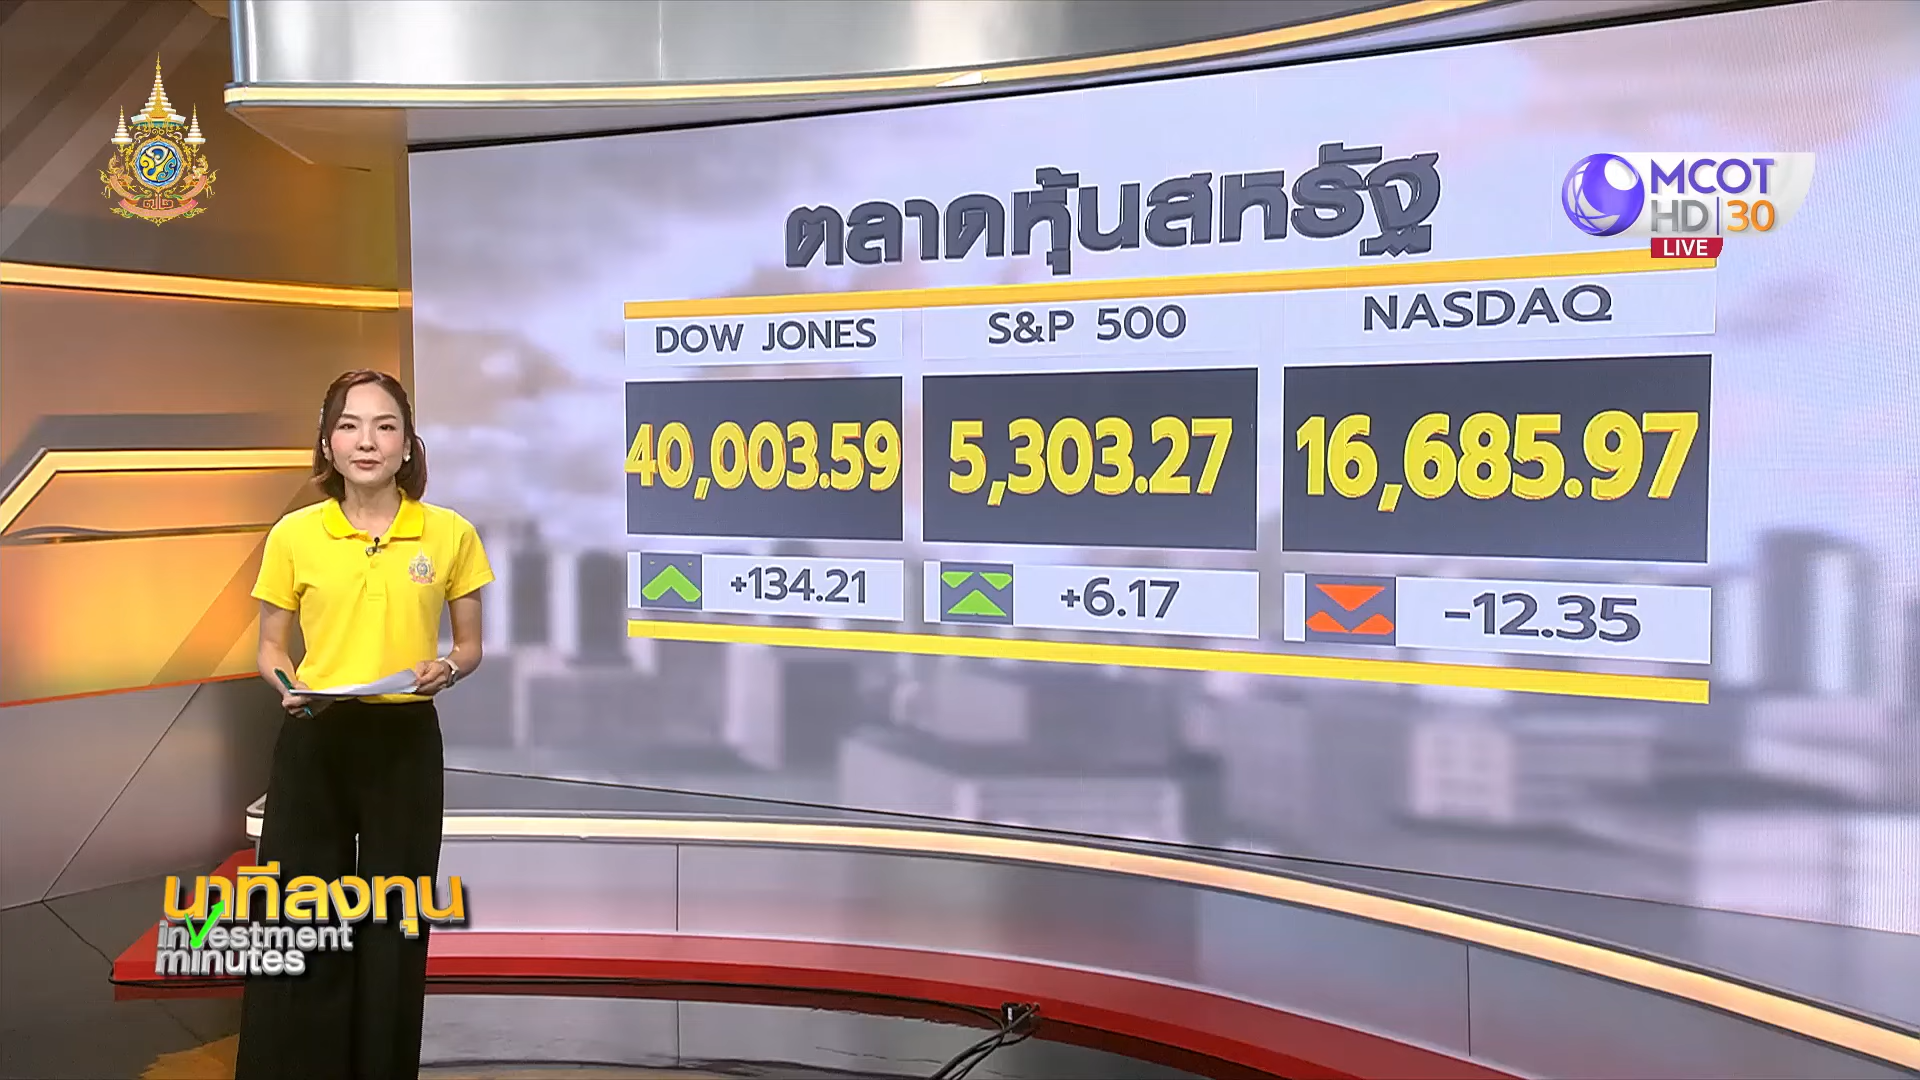 ตลาดหุ้นสหรัฐ
MCOT
HD 30
LIVE
DOW JONES S&P 500 NASDAQ
40,003.59 5,303.27 16,685.97
+134.21 +6.17 -12.35
นาทีลงทุน
investment
minutes